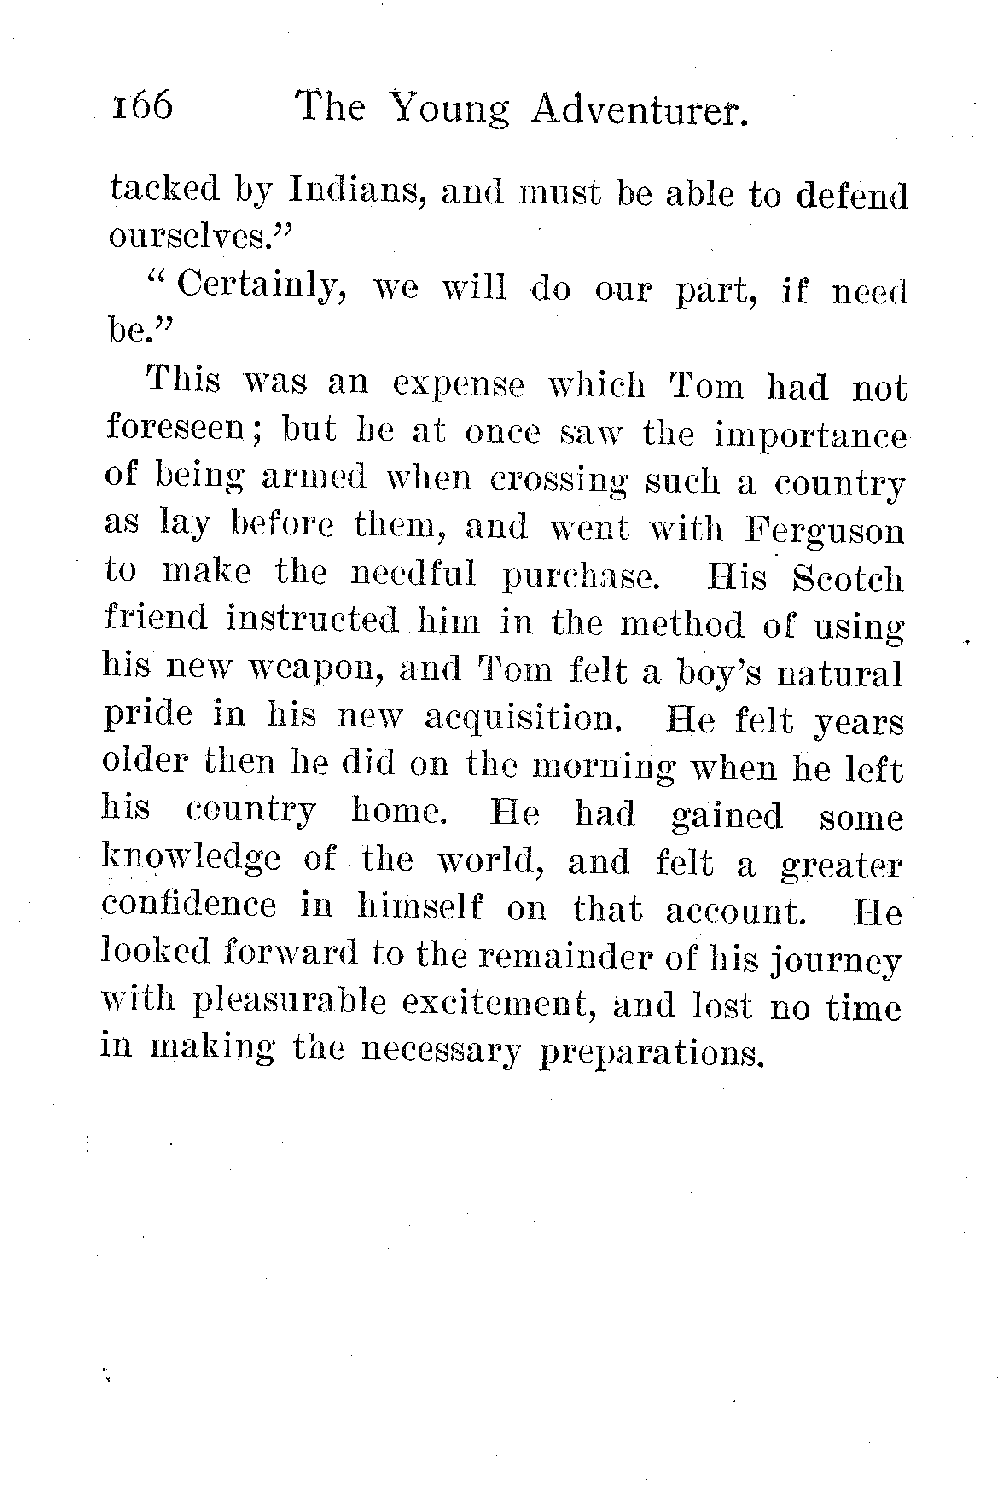 166 The Young Adventurer.
tacked by Indians, and must be able to defend
ourselves.”
“ Certainly, we will do our part, if need
be.”
This was an expense which Tom had not
foreseen; but he at once saw the importance
of being armed when crossing such a country
as lay before them, and went with Ferguson
to make the needful purchase. His Scotch
friend instructed him in the method of using
his new weapon, and Tom felt a boy’s natural
pride in his new acquisition. He felt years
older then he did on the morning when he left
his country home. He had gained some
knowledge of the world, and felt a greater
confidence in himself on that account. He
looked forward to the remainder of his journey
with pleasurable excitement, and lost no time
in making the necessary preparations.